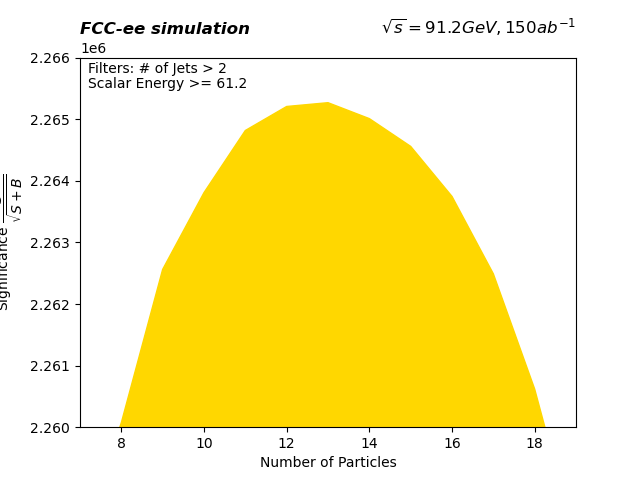 FCC-ee simulation
√s = 91.2GeV, 150ab⁻¹
1e6
2.266
2.265
2.264
2.263
2.262
2.261
2.260
Filters: # of Jets > 2
Scalar Energy >= 61.2
Significance √S + B
8 10 12 14 16 18
Number of Particles